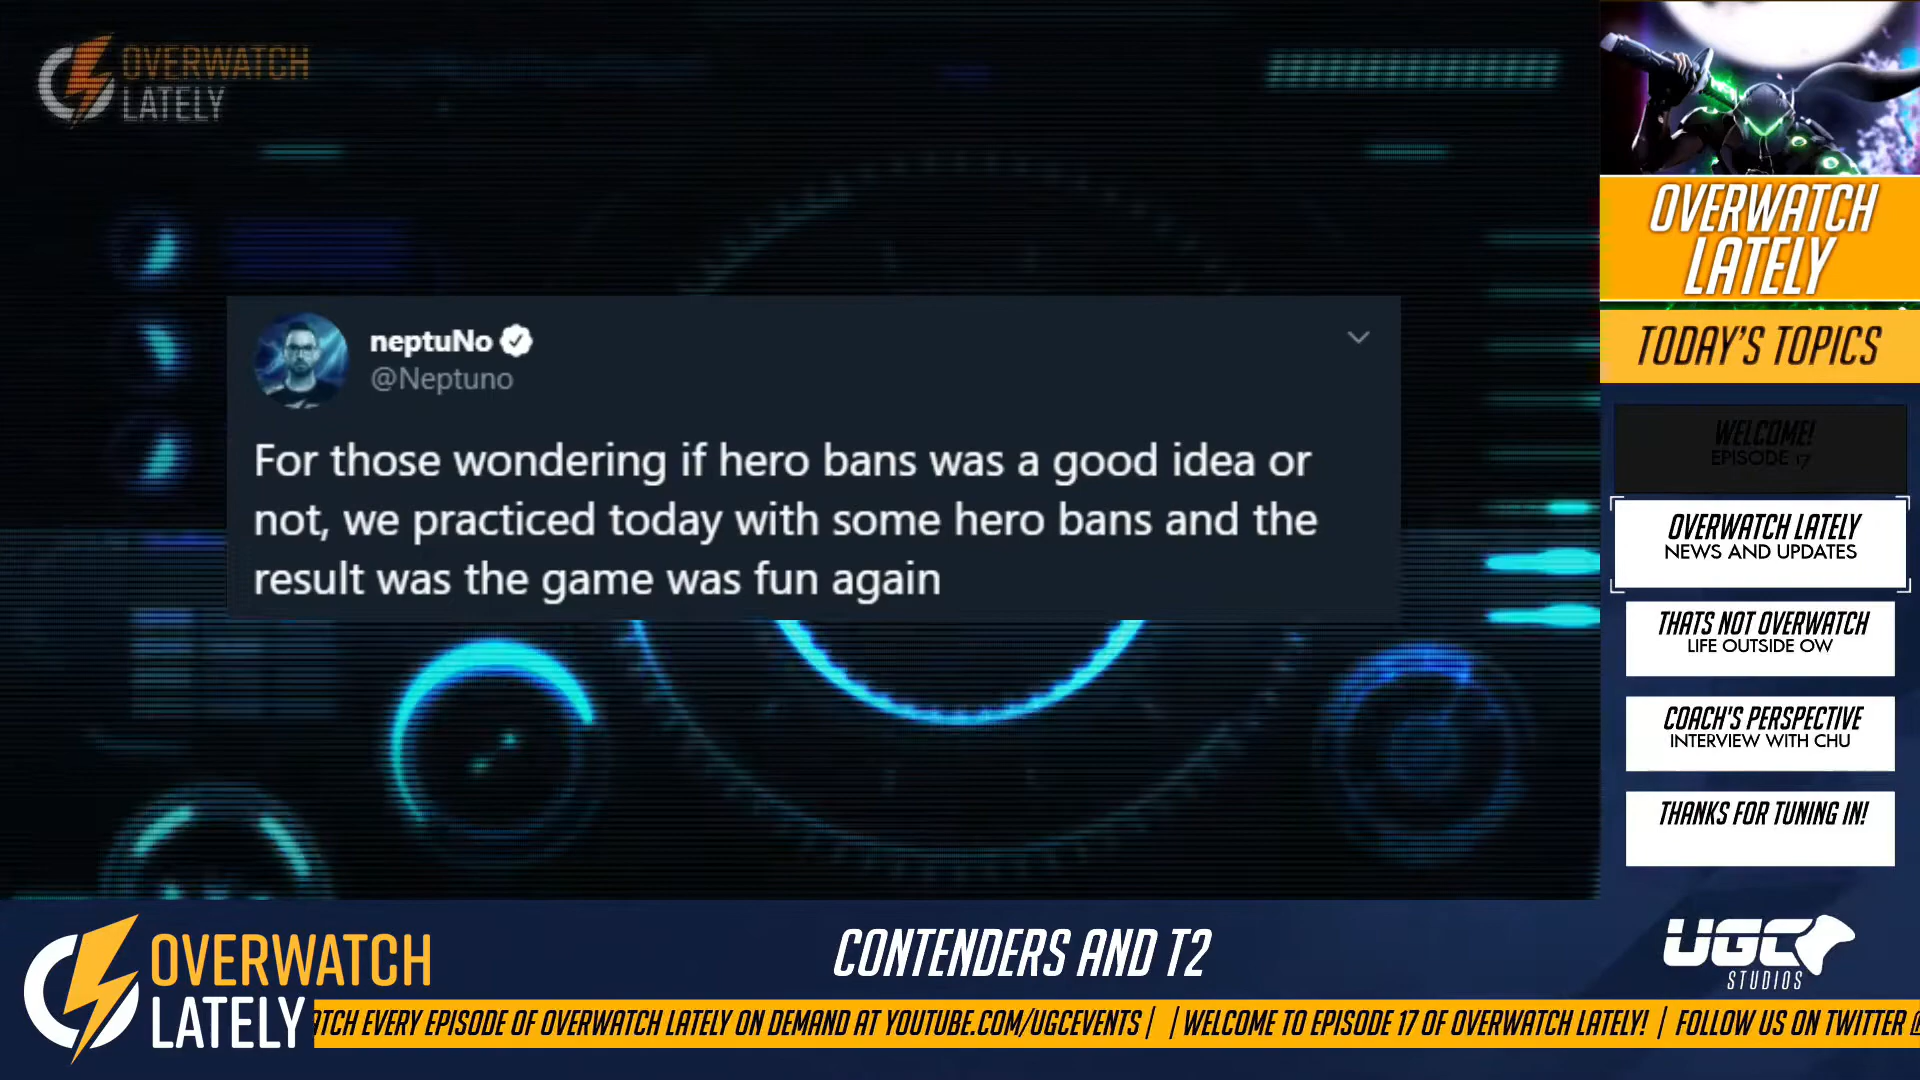 OVERWATCH
LATELY
neptuNo
@Neptuno
For those wondering if hero bans was a good idea or
not, we practiced today with some hero bans and the
result was the game was fun again
OVERWATCH
LATELY
TODAY'S TOPICS
WELCOME!
EPISODE 17
OVERWATCH LATELY
NEWS AND UPDATES
THATS NOT OVERWATCH
LIFE OUTSIDE OW
COACH'S PERSPECTIVE
INTERVIEW WITH CHU
THANKS FOR TUNING IN!
OVERWATCH
LATELY
CONTENDERS AND T2
UGC
STUDIOS
TCH EVERY EPISODE OF OVERWATCH LATELY ON DEMAND AT YOUTUBE.COM/UGCEVENTS | | WELCOME TO EPISODE 17 OF OVERWATCH LATELY! | FOLLOW US ON TWITTER